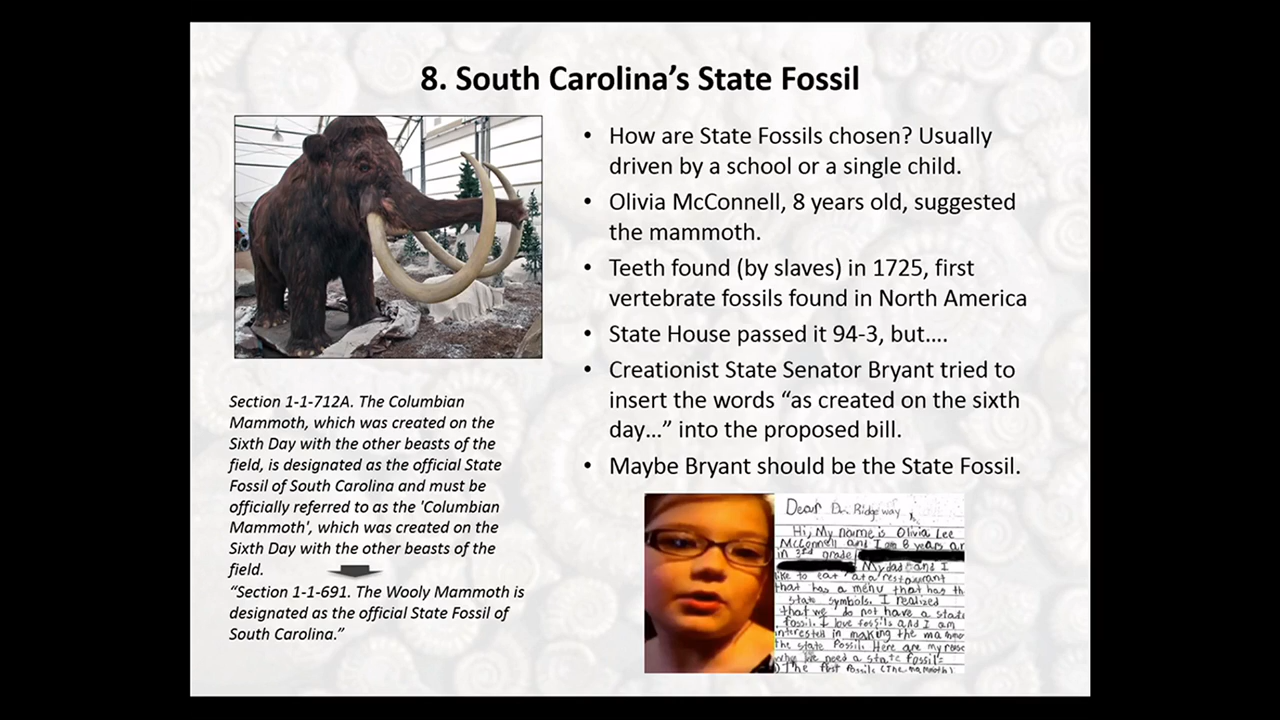 8. South Carolina’s State Fossil
• How are State Fossils chosen? Usually
driven by a school or a single child.
• Olivia McConnell, 8 years old, suggested
the mammoth.
• Teeth found (by slaves) in 1725, first
vertebrate fossils found in North America
• State House passed it 94-3, but....
• Creationist State Senator Bryant tried to
insert the words “as created on the sixth
day…” into the proposed bill.
• Maybe Bryant should be the State Fossil.
Section 1-1-712A. The Columbian
Mammoth, which was created on the
Sixth Day with the other beasts of the
field, is designated as the official State
Fossil of South Carolina and must be
officially referred to as the 'Columbian
Mammoth', which was created on the
Sixth Day with the other beasts of the
field.
“Section 1-1-691. The Wooly Mammoth is
designated as the official State Fossil of
South Carolina.”
Dear Dr. Ridgeway,
Hi, My name is Olivia Lee
McConnell and I am 8 years
in 3rd grade
My dad and I
like to eat at a restaurant
that has a menu that has th
state symbols. I realized
that we do not have a state
fossil. I love fossils and I am
interested in making the
the state fossil. Here are my
why we need a state fossil:
The first fossils (the mammoth)